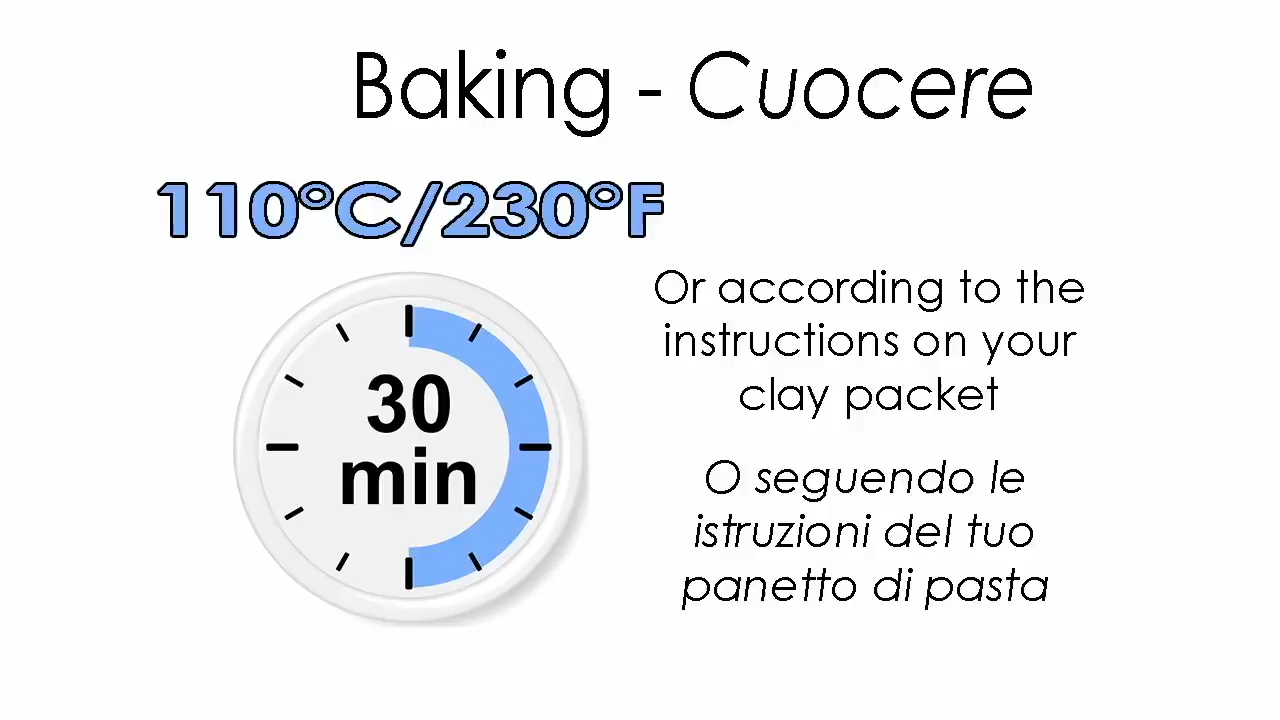 Baking - Cuocere
110°C/230°F
30
min
Or according to the
instructions on your
clay packet
O seguendo le
istruzioni del tuo
panetto di pasta